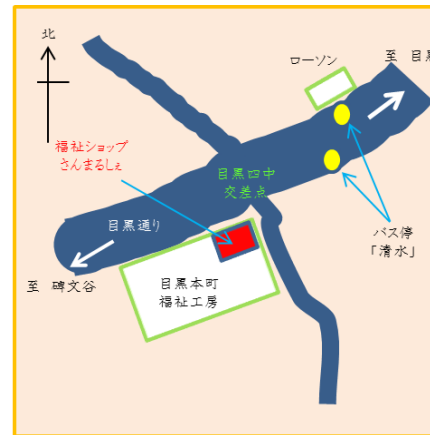 北
ローソン
至 目黒
福祉ショップ
さんまるしぇ
目黒四中
交差点
目黒通り
バス停
「清水」
至 碑文谷
目黒本町
福祉工房